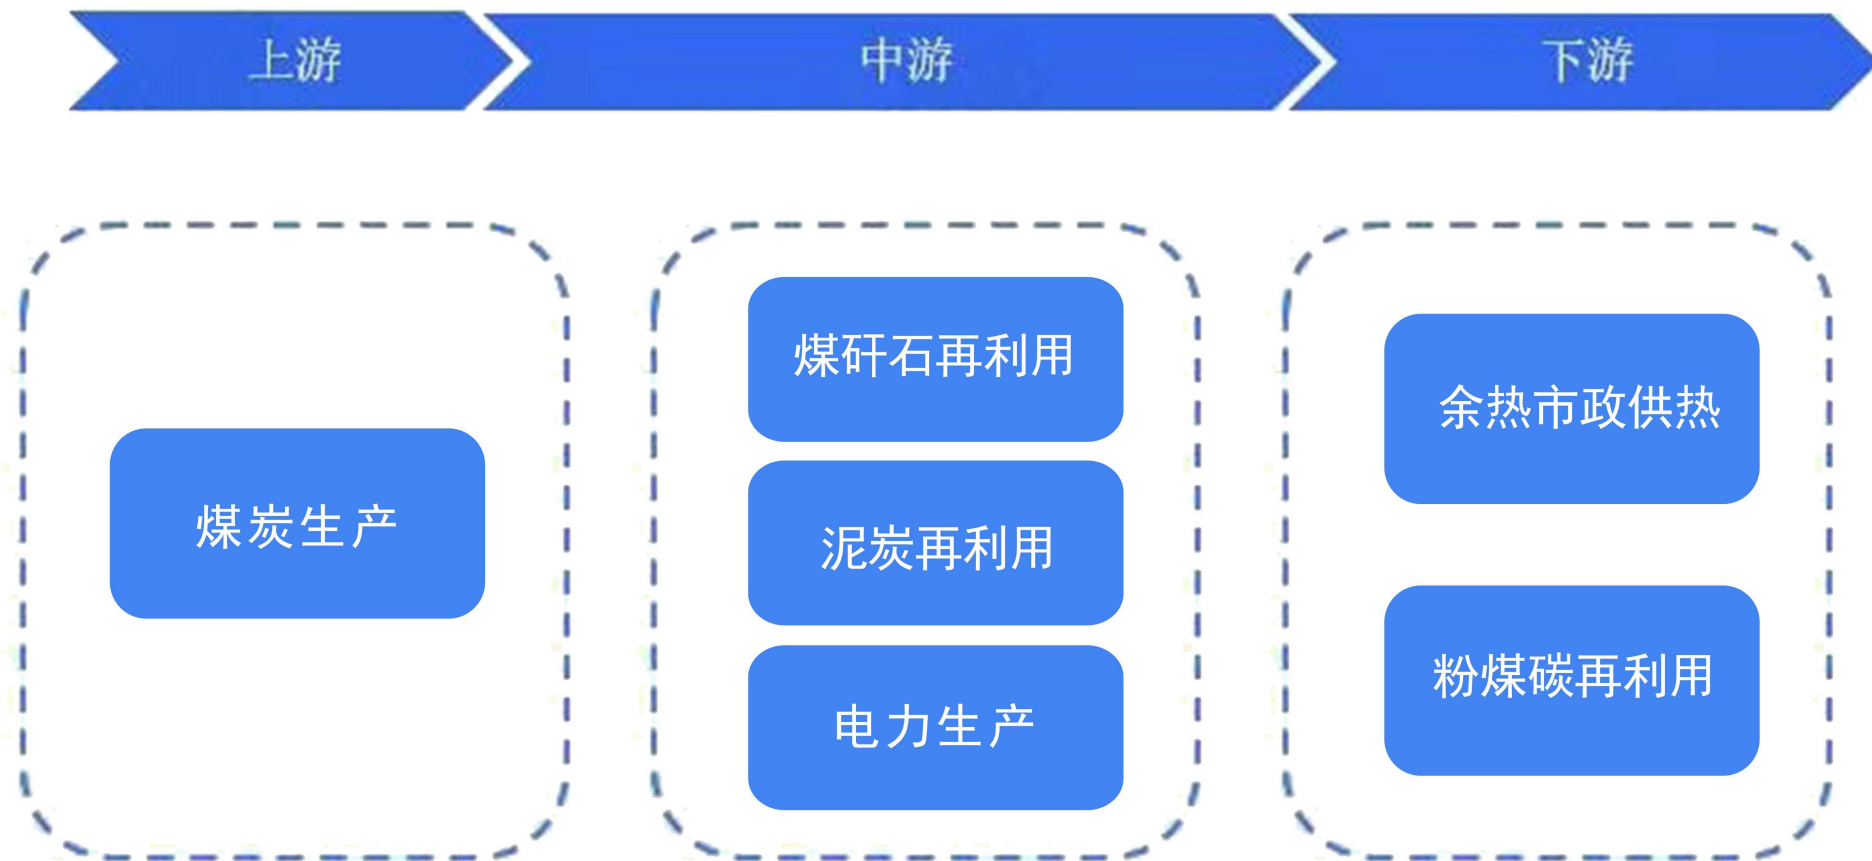 上游
中游
下游
煤炭生产
煤矸石再利用
泥炭再利用
电力生产
余热市政供热
粉煤碳再利用